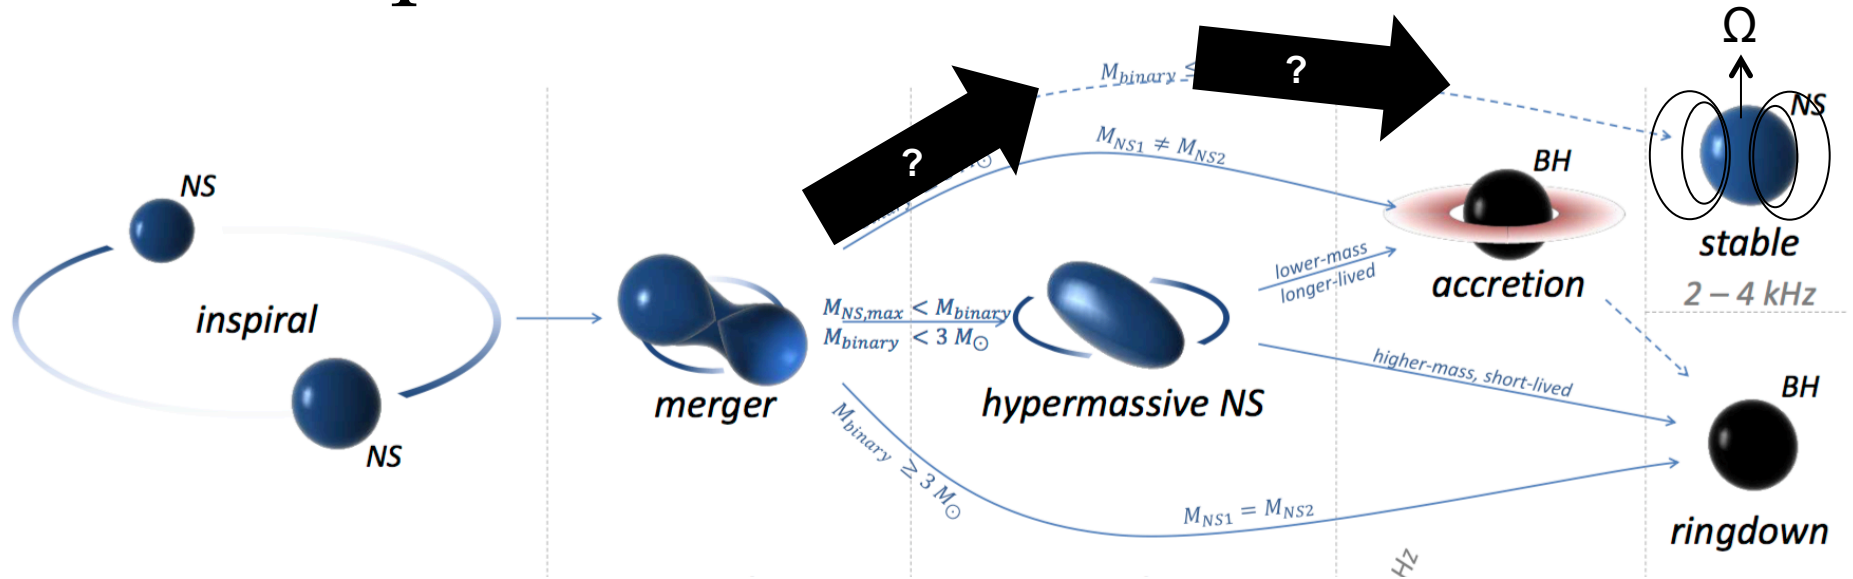 Ω
?
M_binary ≤
?
NS
M_NS1 ≠ M_NS2
M⊙
BH
NS
stable
2 – 4 kHz
accretion
lower-mass
longer-lived
inspiral
M_NS,max < M_binary
M_binary < 3 M⊙
merger
hypermassive NS
higher-mass, short-lived
BH
NS
M_binary ≥ 3 M⊙
M_NS1 = M_NS2
ringdown
Hz